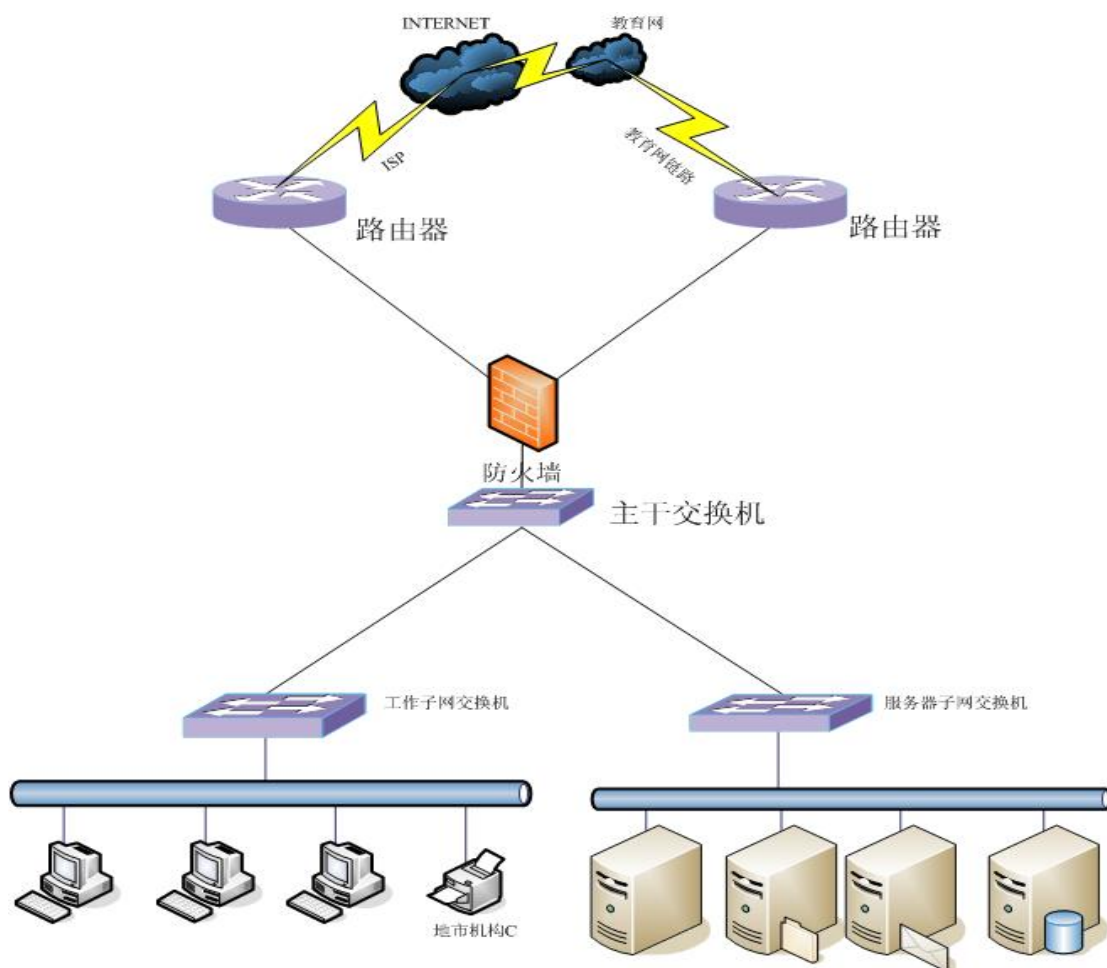 INTERNET
教育网
ISP
教育网链路
路由器
路由器
防火墙
主干交换机
工作子网交换机
服务器子网交换机
地市机构C